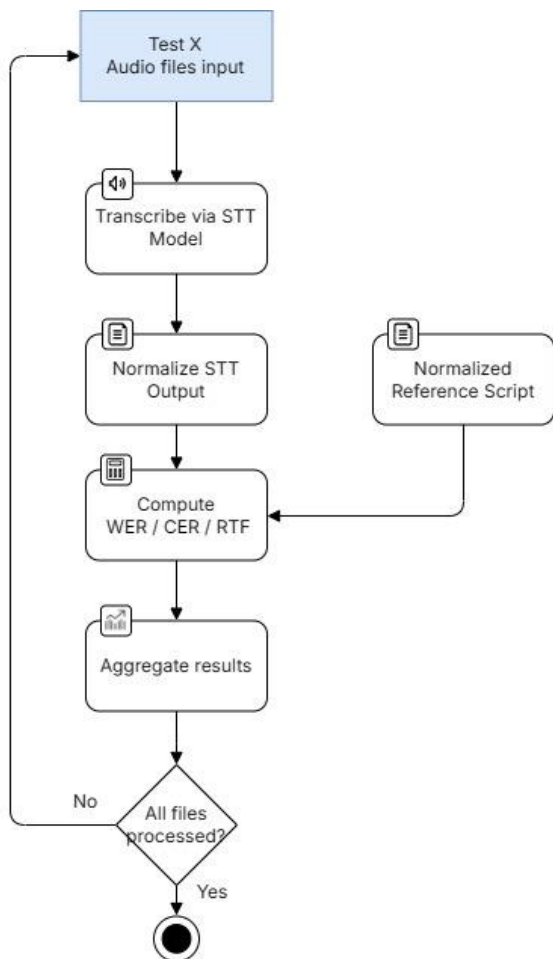 Test X
Audio files input
Transcribe via STT
Model
Normalize STT
Output
Normalized
Reference Script
Compute
WER / CER / RTF
Aggregate results
No
All files
processed?
Yes